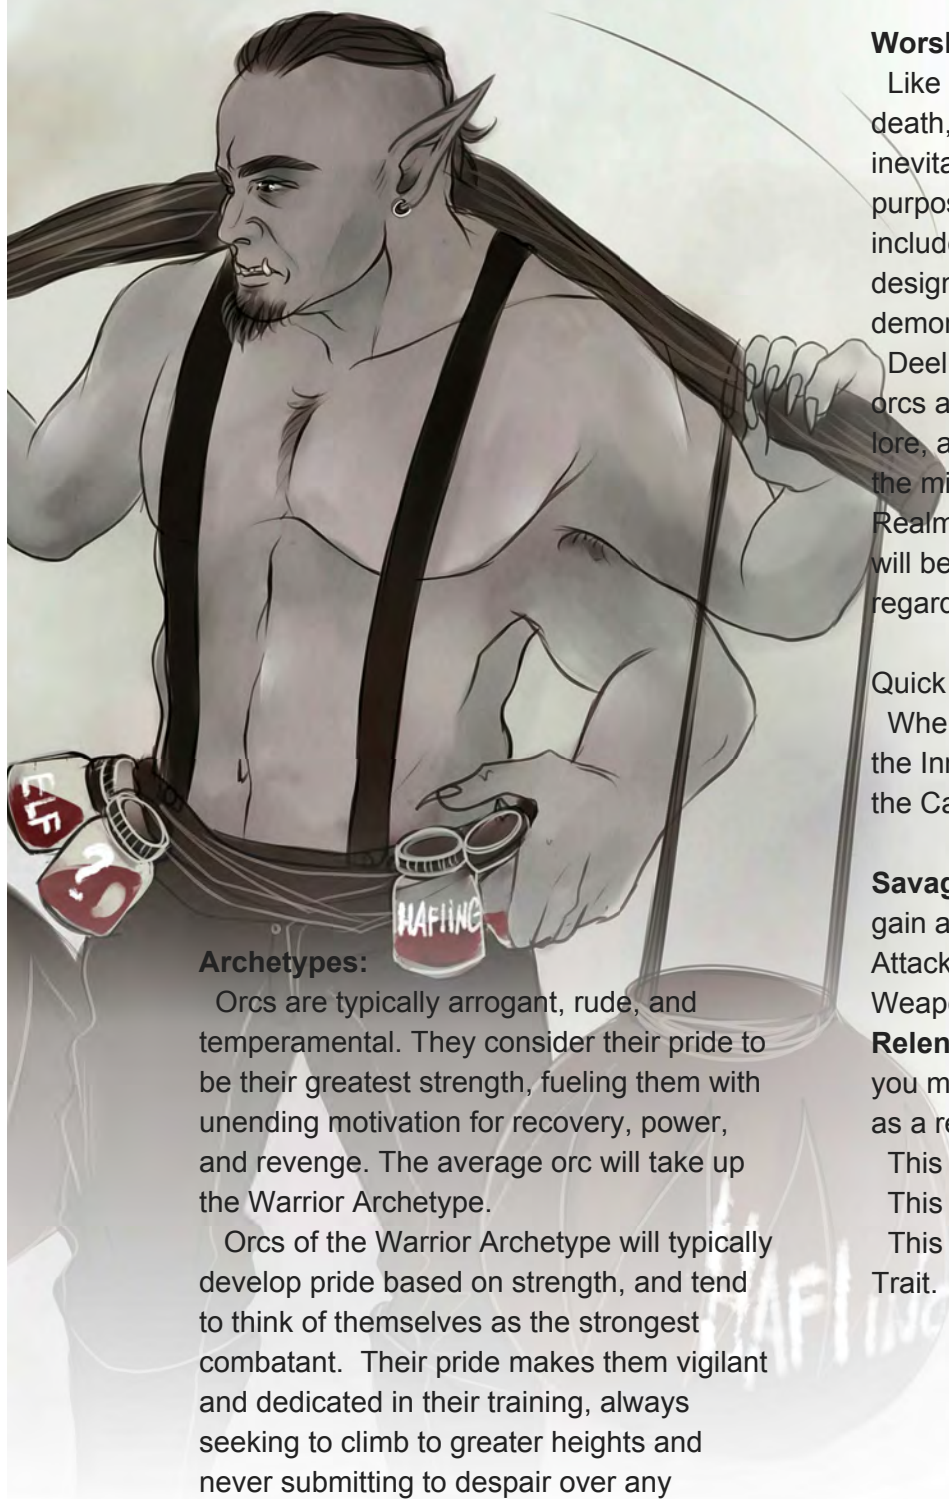 ELF
?
HAFlING
HAFlING
Archetypes:
Orcs are typically arrogant, rude, and
temperamental. They consider their pride to
be their greatest strength, fueling them with
unending motivation for recovery, power,
and revenge. The average orc will take up
the Warrior Archetype.
Orcs of the Warrior Archetype will typically
develop pride based on strength, and tend
to think of themselves as the strongest
combatant. Their pride makes them vigilant
and dedicated in their training, always
seeking to climb to greater heights and
never submitting to despair over any
Worsh
Like
death,
inevita
purpos
include
design
demon
Deel
orcs a
lore, a
the mi
Realm
will be
regard
Quick
Whe
the Inn
the Ca
Savag
gain a
Attack
Weapo
Relen
you m
as a re
This
This
This
Trait.